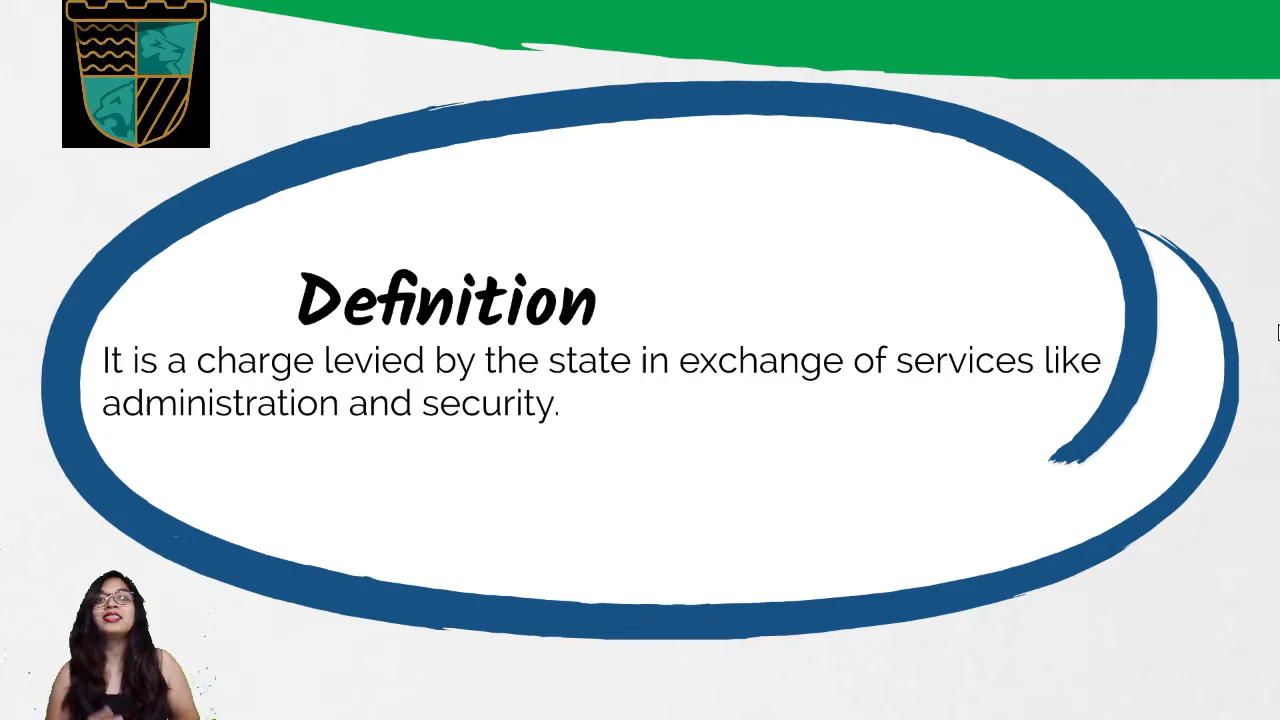 Definition
It is a charge levied by the state in exchange of services like
administration and security.